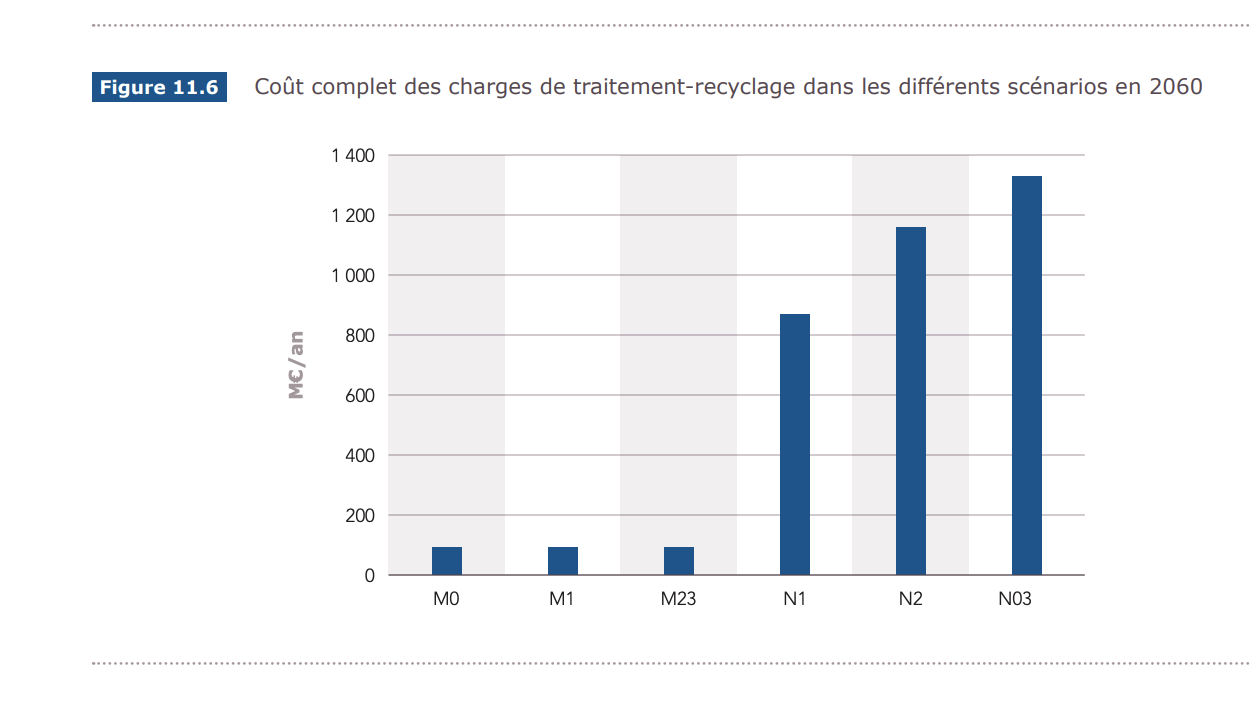 Figure 11.6 Coût complet des charges de traitement-recyclage dans les différents scénarios en 2060
1 400
1 200
1 000
800
600
400
200
0
M€/an
M0 M1 M23 N1 N2 N03